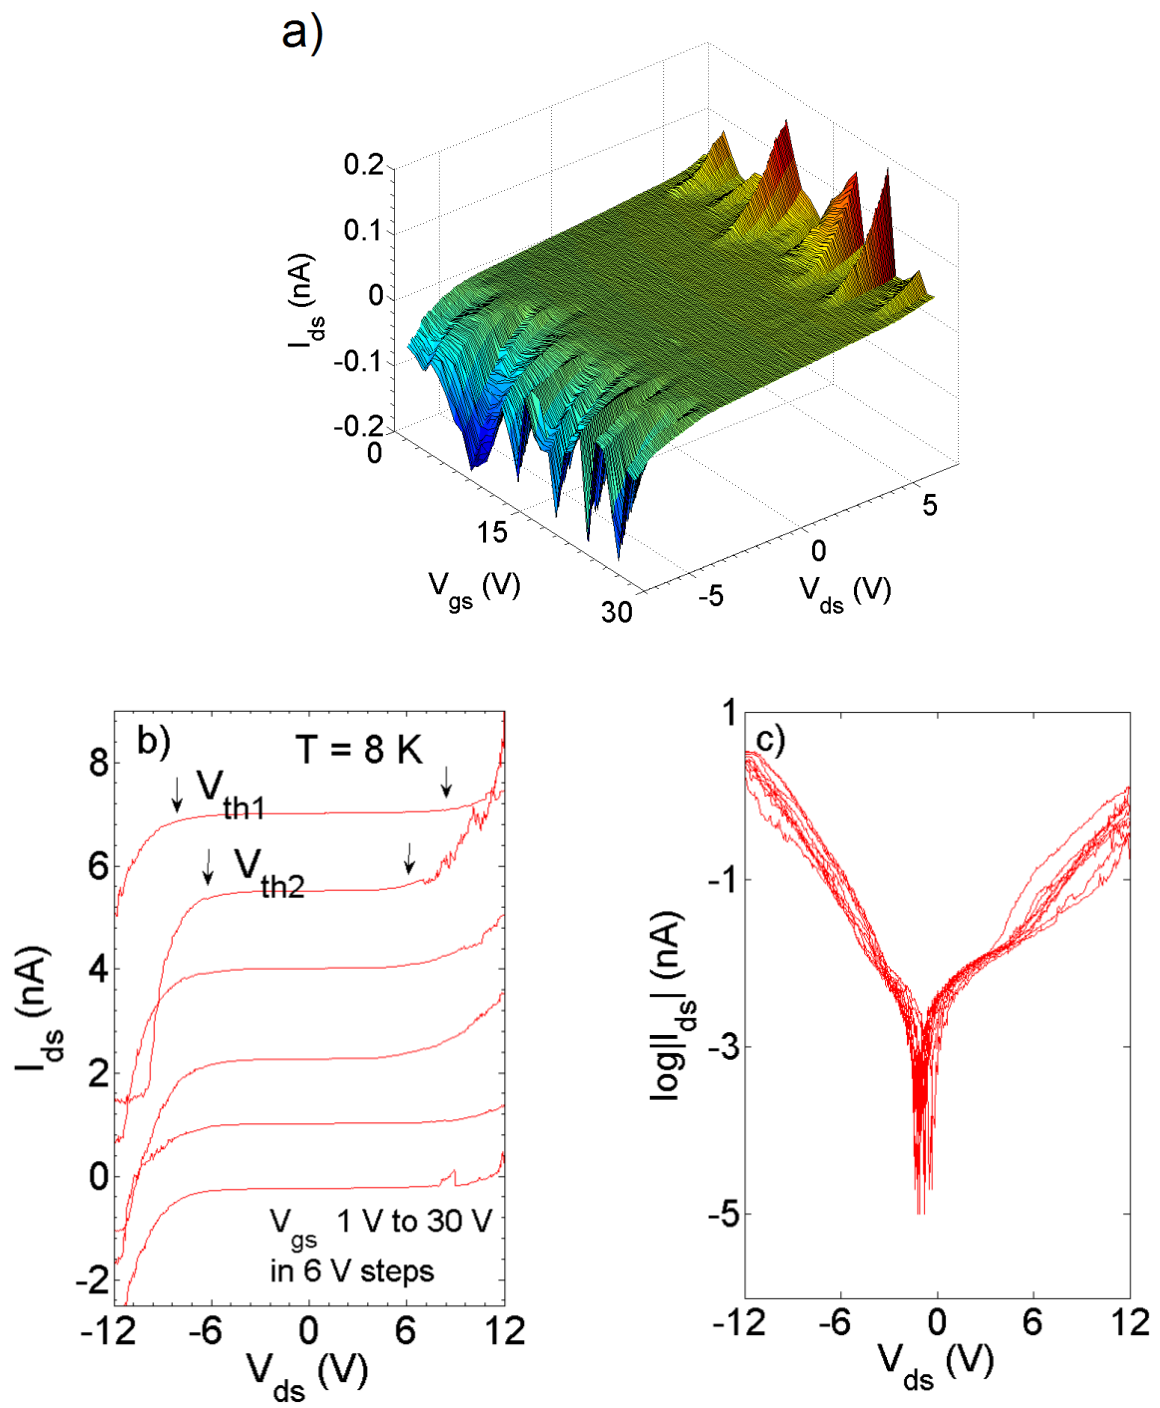 a)
0.2
0.1
0
-0.1
-0.2
I_ds (nA)
0
15
30
V_gs (V)
-5
0
5
V_ds (V)
b)
T = 8 K
V_th1
V_th2
8
6
4
2
0
-2
I_ds (nA)
V_gs 1 V to 30 V
in 6 V steps
-12 -6 0 6 12
V_ds (V)
c)
1
-1
-3
-5
log|I_ds| (nA)
-12 -6 0 6 12
V_ds (V)